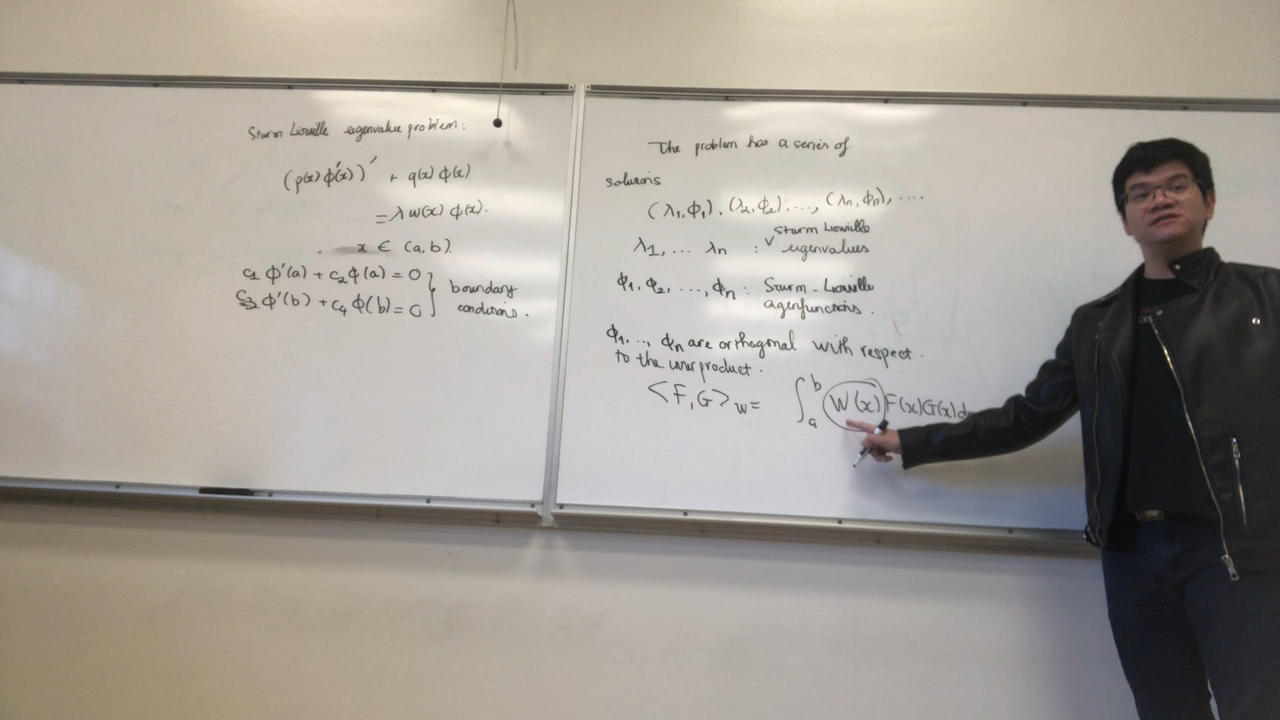 Sturm Liouville eigenvalue problem:
(p(x) ϕ'(x))' + q(x) ϕ(x)
= λ w(x) ϕ(x).
x ∈ (a, b).
c₁ ϕ'(a) + c₂ ϕ(a) = 0
c₃ ϕ'(b) + c₄ ϕ(b) = 0
} boundary
conditions.
The problem has a series of
solutions
(λ₁, ϕ₁), (λ₂, ϕ₂), ..., (λn, ϕn), ....
Sturm Liouville
λ₁, ... λn : ∨ eigenvalues
ϕ₁, ϕ₂, ..., ϕn : Sturm-Liouville
eigenfunctions.
ϕ₁, ..., ϕn are orthogonal with respect
to the inner product.
<F, G>w = ∫ₐᵇ W(x) F(x) G(x) d